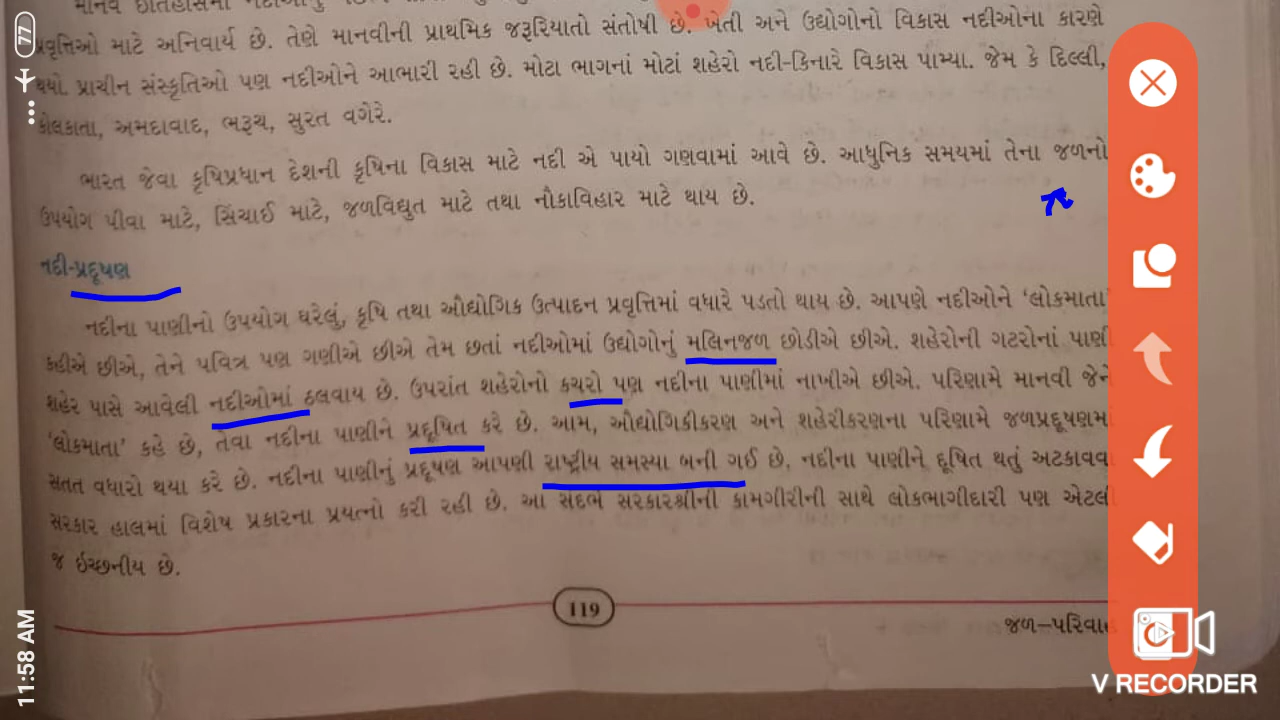 77
પ્રવૃત્તિઓ માટે અનિવાર્ય છે. તેણે માનવીની પ્રાથમિક જરૂરિયાતો સંતોષી છે. ખેતી અને ઉદ્યોગોનો વિકાસ નદીઓના કારણે
થયો. પ્રાચીન સંસ્કૃતિઓ પણ નદીઓને આભારી રહી છે. મોટા ભાગનાં મોટાં શહેરો નદી-કિનારે વિકાસ પામ્યા. જેમ કે દિલ્લી,
કોલકાતા, અમદાવાદ, ભરૂચ, સુરત વગેરે.
ભારત જેવા કૃષિપ્રધાન દેશની કૃષિના વિકાસ માટે નદી એ પાયો ગણવામાં આવે છે. આધુનિક સમયમાં તેના જળનો
ઉપયોગ પીવા માટે, સિંચાઈ માટે, જળવિદ્યુત માટે તથા નૌકાવિહાર માટે થાય છે.
નદી-પ્રદૂષણ
નદીના પાણીનો ઉપયોગ ઘરેલું, કૃષિ તથા ઔદ્યોગિક ઉત્પાદન પ્રવૃત્તિમાં વધારે પડતો થાય છે. આપણે નદીઓને ‘લોકમાતા’
કહીએ છીએ, તેને પવિત્ર પણ ગણીએ છીએ તેમ છતાં નદીઓમાં ઉદ્યોગોનું મલિનજળ છોડીએ છીએ. શહેરોની ગટરોનાં પાણી
શહેર પાસે આવેલી નદીઓમાં ઠલવાય છે. ઉપરાંત શહેરોનો કચરો પણ નદીના પાણીમાં નાખીએ છીએ. પરિણામે માનવી જેને
‘લોકમાતા’ કહે છે, તેવા નદીના પાણીને પ્રદૂષિત કરે છે. આમ, ઔદ્યોગિકીકરણ અને શહેરીકરણના પરિણામે જળપ્રદૂષણમાં
સતત વધારો થયા કરે છે. નદીના પાણીનું પ્રદૂષણ આપણી રાષ્ટ્રીય સમસ્યા બની ગઈ છે, નદીના પાણીને દૂષિત થતું અટકાવવા
સરકાર હાલમાં વિશેષ પ્રકારના પ્રયત્નો કરી રહી છે. આ સંદર્ભે સરકારશ્રીની કામગીરીની સાથે લોકભાગીદારી પણ એટલી
જ ઇચ્છનીય છે.
119
જળ–પરિવાહ
11:58 AM
V RECORDER